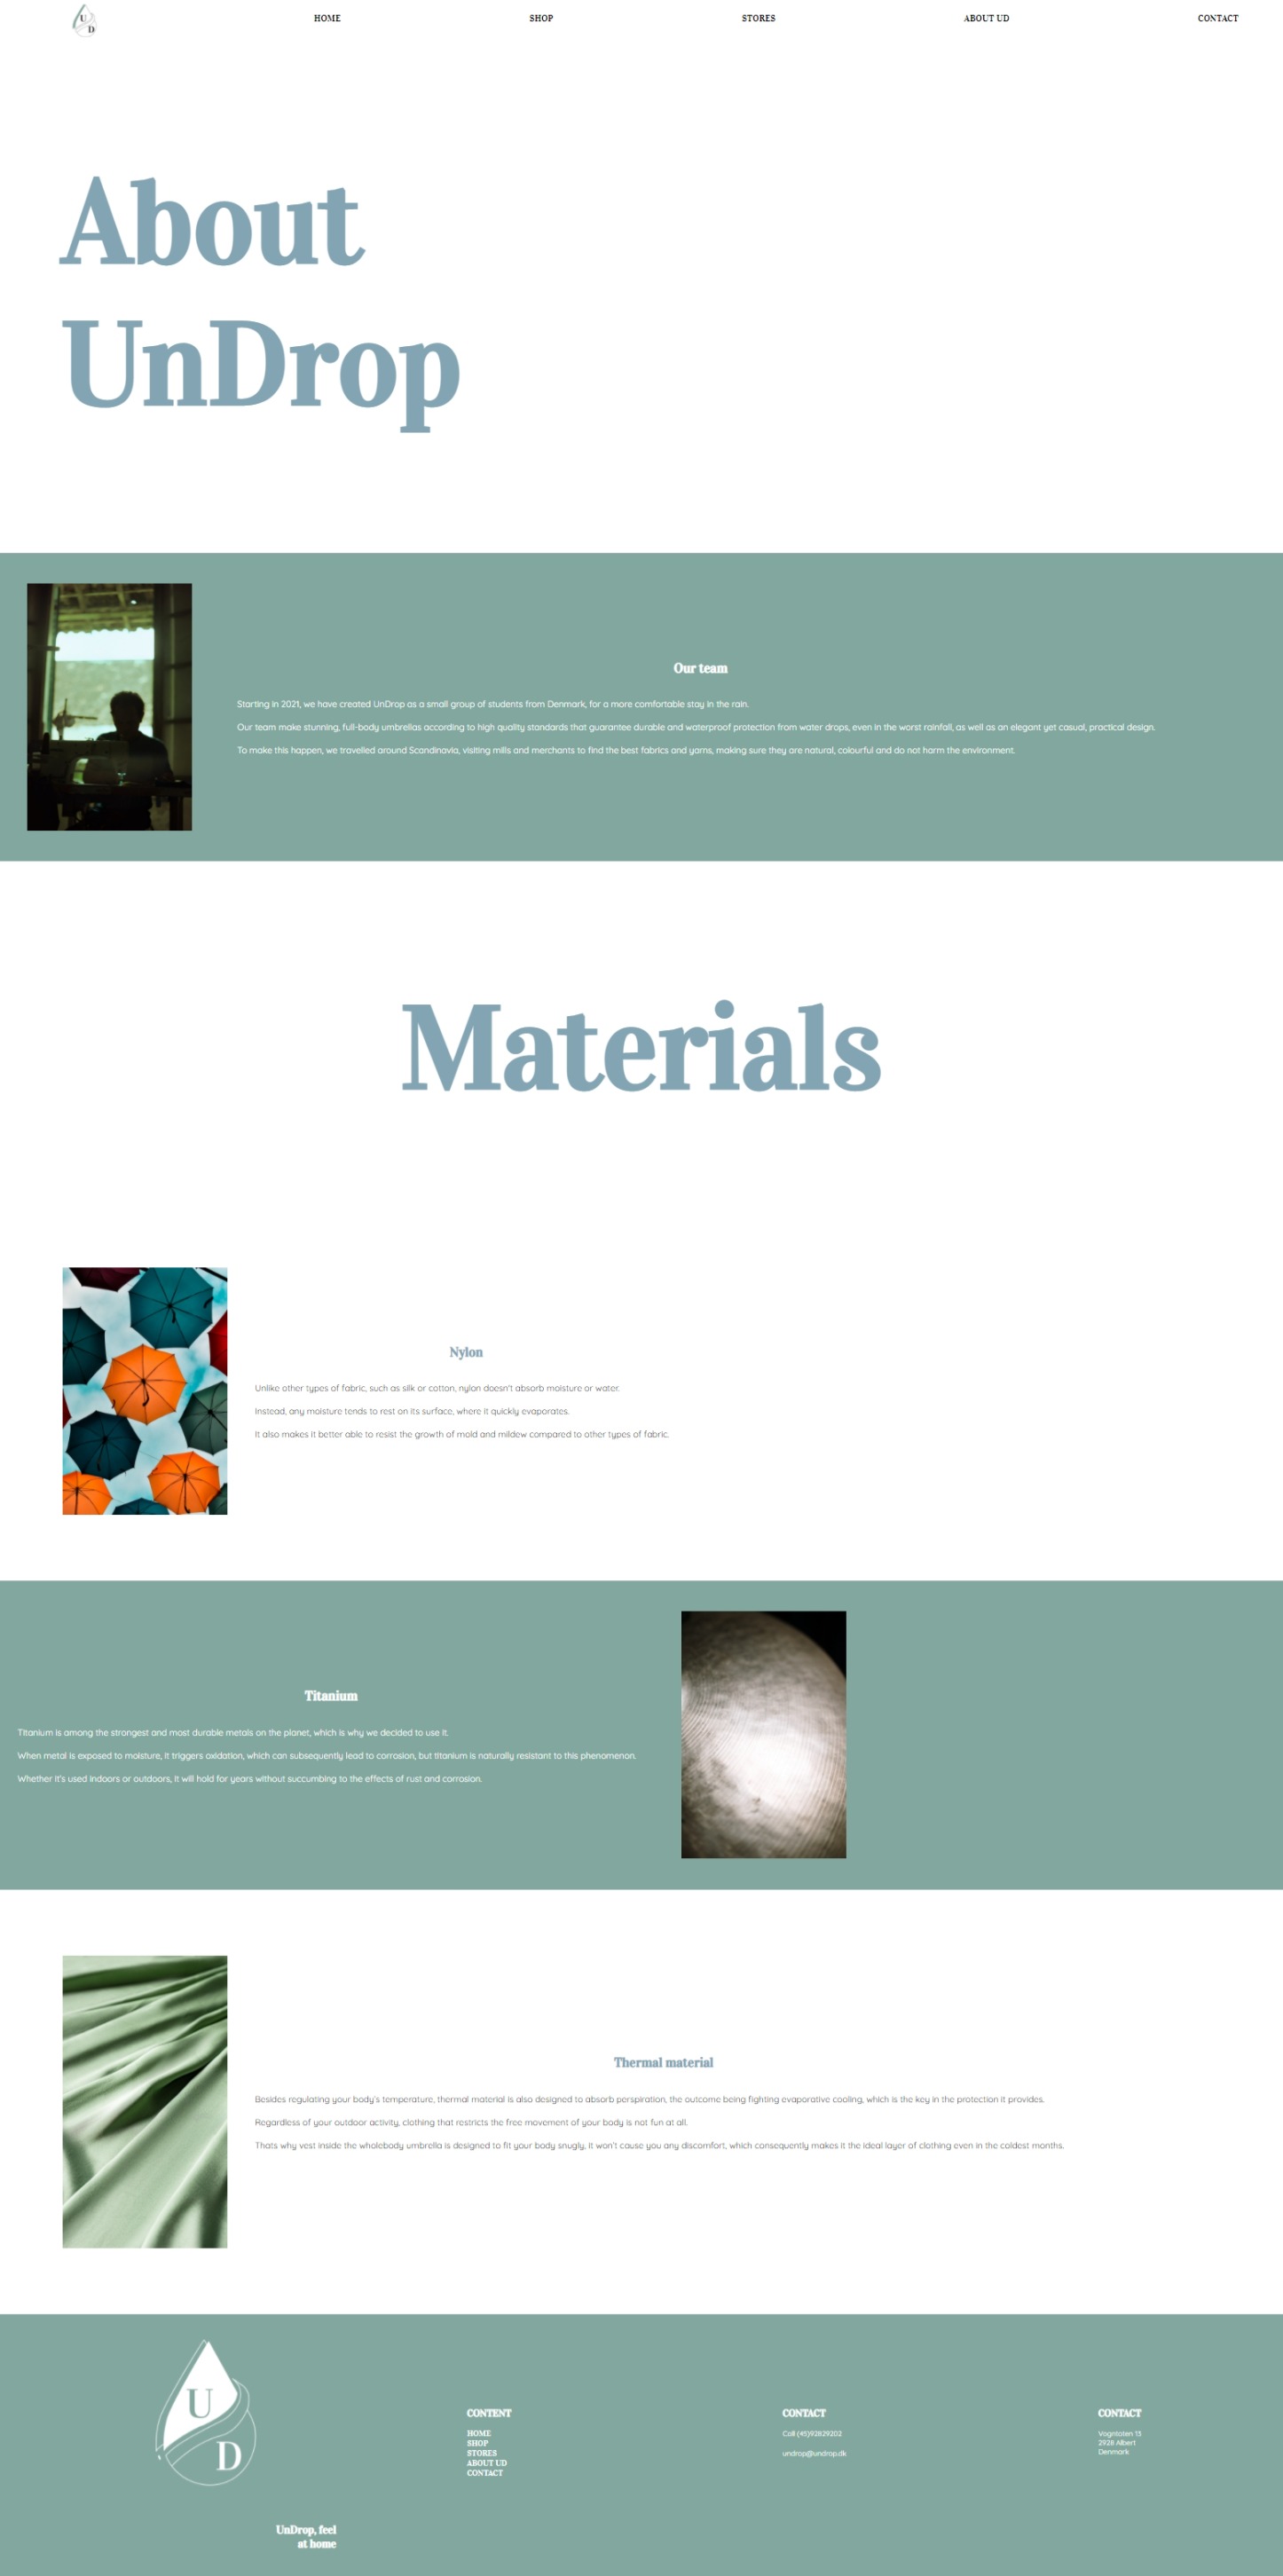 U
D
HOME
SHOP
STORES
ABOUT UD
CONTACT
About
UnDrop
Our team
Starting in 2021, we have created UnDrop as a small group of students from Denmark, for a more comfortable stay in the rain.
Our team make stunning, full-body umbrellas according to high quality standards that guarantee durable and waterproof protection from water drops, even in the worst rainfall, as well as an elegant yet casual, practical design.
To make this happen, we travelled around Scandinavia, visiting mills and merchants to find the best fabrics and yarns, making sure they are natural, colourful and do not harm the environment.
Materials
Nylon
Unlike other types of fabric, such as silk or cotton, nylon doesn't absorb moisture or water.
Instead, any moisture tends to rest on its surface, where it quickly evaporates.
It also makes it better able to resist the growth of mold and mildew compared to other types of fabric.
Titanium
Titanium is among the strongest and most durable metals on the planet, which is why we decided to use it.
When metal is exposed to moisture, it triggers oxidation, which can subsequently lead to corrosion, but titanium is naturally resistant to this phenomenon.
Whether it's used indoors or outdoors, it will hold for years without succumbing to the effects of rust and corrosion.
Thermal material
Besides regulating your body's temperature, thermal material is also designed to absorb perspiration, the outcome being fighting evaporative cooling, which is the key in the protection it provides.
Regardless of your outdoor activity, clothing that restricts the free movement of your body is not fun at all.
Thats why vest inside the wholebody umbrella is designed to fit your body snugly, it won't cause you any discomfort, which consequently makes it the ideal layer of clothing even in the coldest months.
U
D
UnDrop, feel
at home
CONTENT
HOME
SHOP
STORES
ABOUT UD
CONTACT
CONTACT
Call (45)92829202
undrop@undrop.dk
CONTACT
Vogntoten 13
2928 Albert
Denmark